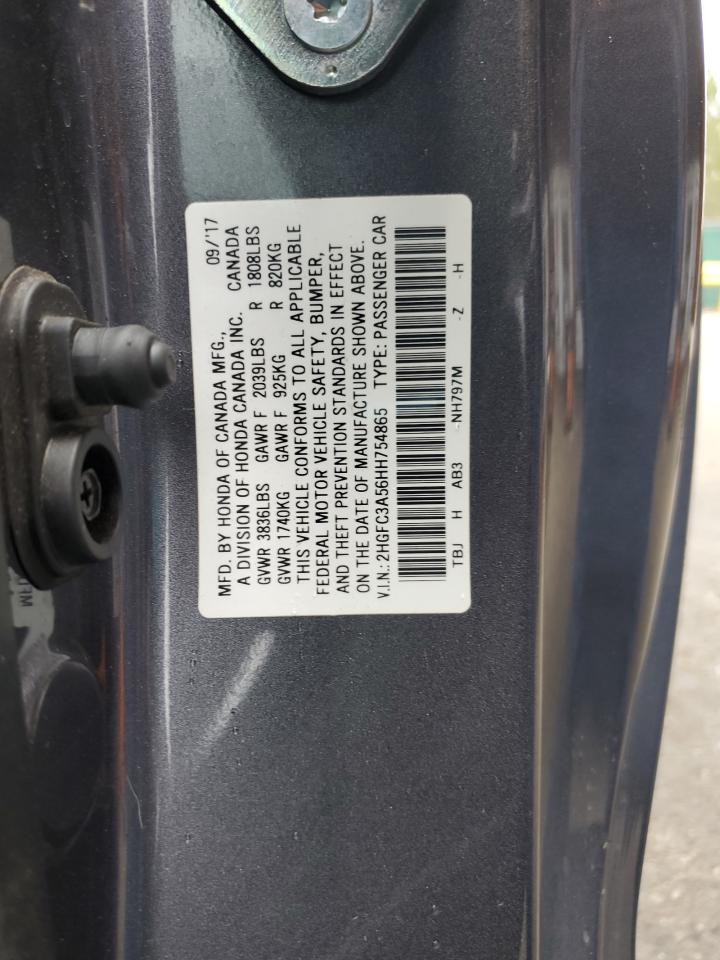 MFD. BY HONDA OF CANADA MFG., 09/'17
A DIVISION OF HONDA CANADA INC. CANADA
GVWR 3836LBS GAWR F 2039LBS R 1808LBS
GVWR 1740KG GAWR F 925KG R 820KG
THIS VEHICLE CONFORMS TO ALL APPLICABLE
FEDERAL MOTOR VEHICLE SAFETY, BUMPER,
AND THEFT PREVENTION STANDARDS IN EFFECT
ON THE DATE OF MANUFACTURE SHOWN ABOVE.
V.I.N.: 2HGFC3A56HH754865 TYPE: PASSENGER CAR
TBJ H AB3 -NH797M -Z -H